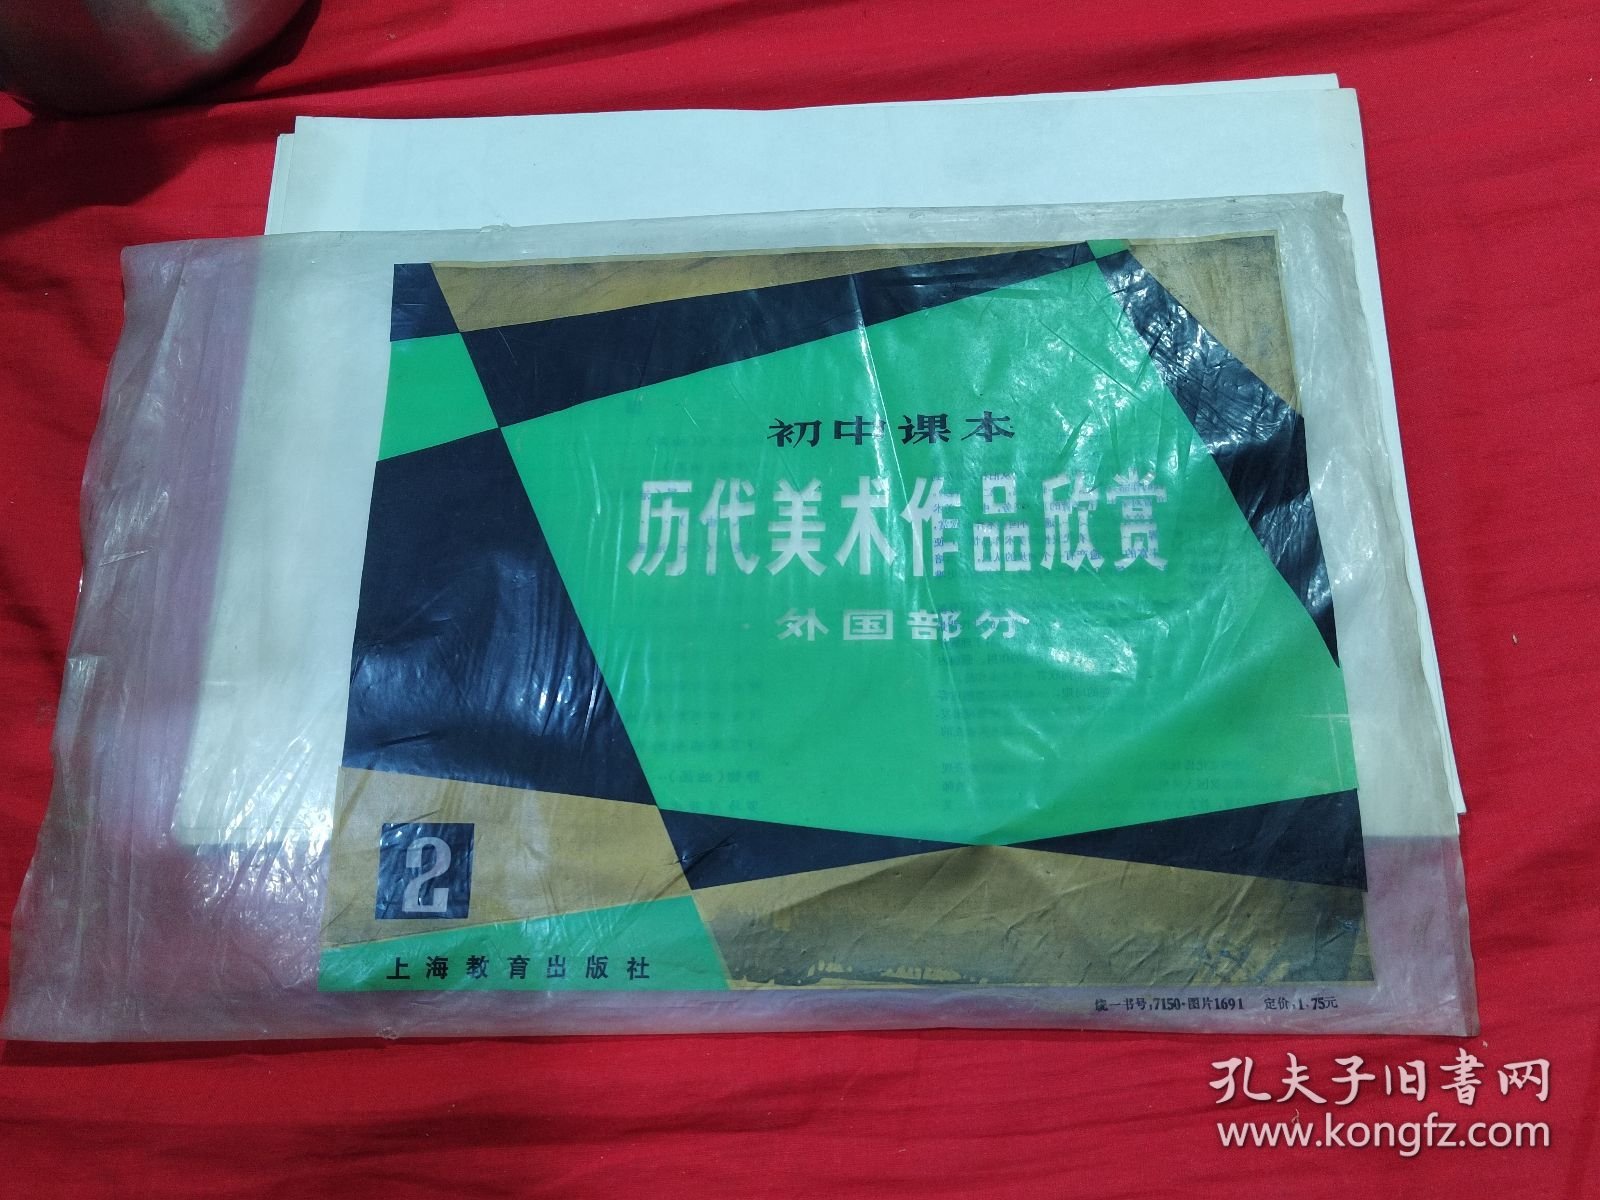 初中课本
历代美术作品欣赏
外国部分
2
上海教育出版社
统一书号:7150·图片1691 定价:1.75元
孔夫子旧书网
www.kongfz.com